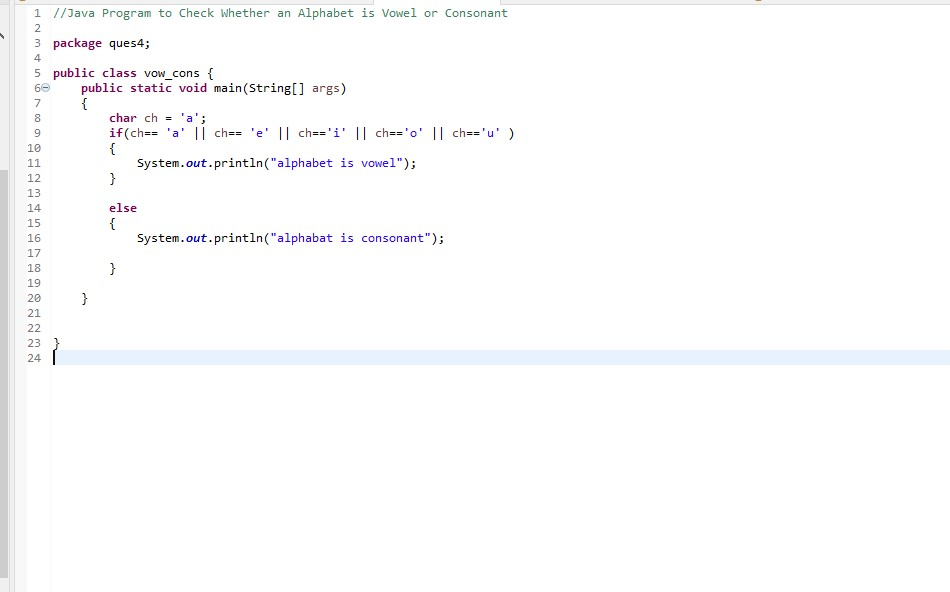 1 //Java Program to Check Whether an Alphabet is Vowel or Consonant
2
3 package ques4;
4
5 public class vow_cons {
6 public static void main(String[] args)
7 {
8 char ch = 'a';
9 if(ch== 'a' || ch== 'e' || ch=='i' || ch=='o' || ch=='u' )
10 {
11 System.out.println("alphabet is vowel");
12 }
13
14 else
15 {
16 System.out.println("alphabat is consonant");
17
18 }
19
20 }
21
22
23 }
24